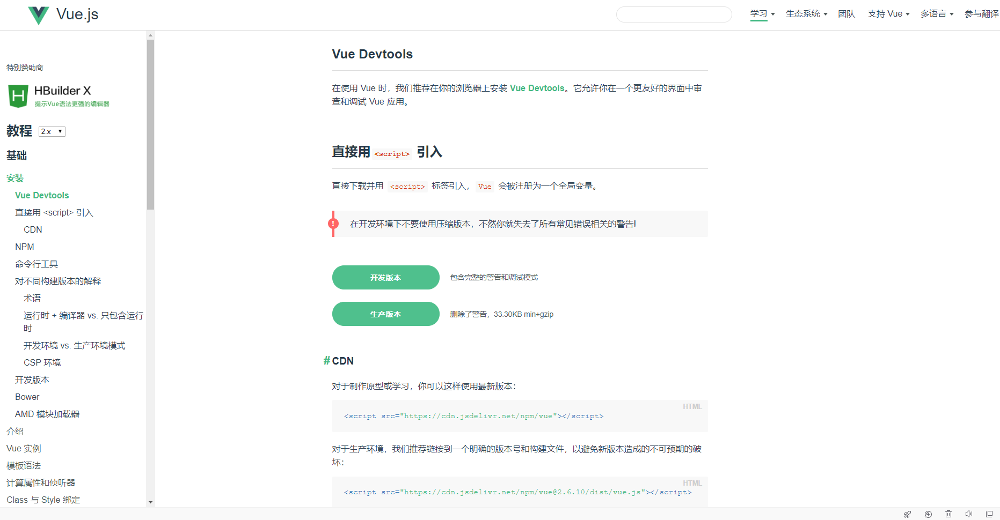 Vue.js
学习
生态系统
团队
支持 Vue
多语言
参与翻译
特别赞助商
HBuilder X
提示Vue语法更强的编辑器
教程 2.x
基础
安装
Vue Devtools
直接用 <script> 引入
CDN
NPM
命令行工具
对不同构建版本的解释
术语
运行时 + 编译器 vs. 只包含运行
时
开发环境 vs. 生产环境模式
CSP 环境
开发版本
Bower
AMD 模块加载器
介绍
Vue 实例
模板语法
计算属性和侦听器
Class 与 Style 绑定
Vue Devtools
在使用 Vue 时，我们推荐在你的浏览器上安装 Vue Devtools。它允许你在一个更友好的界面中审
查和调试 Vue 应用。
直接用 <script> 引入
直接下载并用 <script> 标签引入，Vue 会被注册为一个全局变量。
在开发环境下不要使用压缩版本，不然你就失去了所有常见错误相关的警告!
开发版本 包含完整的警告和调试模式
生产版本 删除了警告，33.30KB min+gzip
#CDN
对于制作原型或学习，你可以这样使用最新版本：
HTML
<script src="https://cdn.jsdelivr.net/npm/vue"></script>
对于生产环境，我们推荐链接到一个明确的版本号和构建文件，以避免新版本造成的不可预期的破
坏：
HTML
<script src="https://cdn.jsdelivr.net/npm/vue@2.6.10/dist/vue.js"></script>